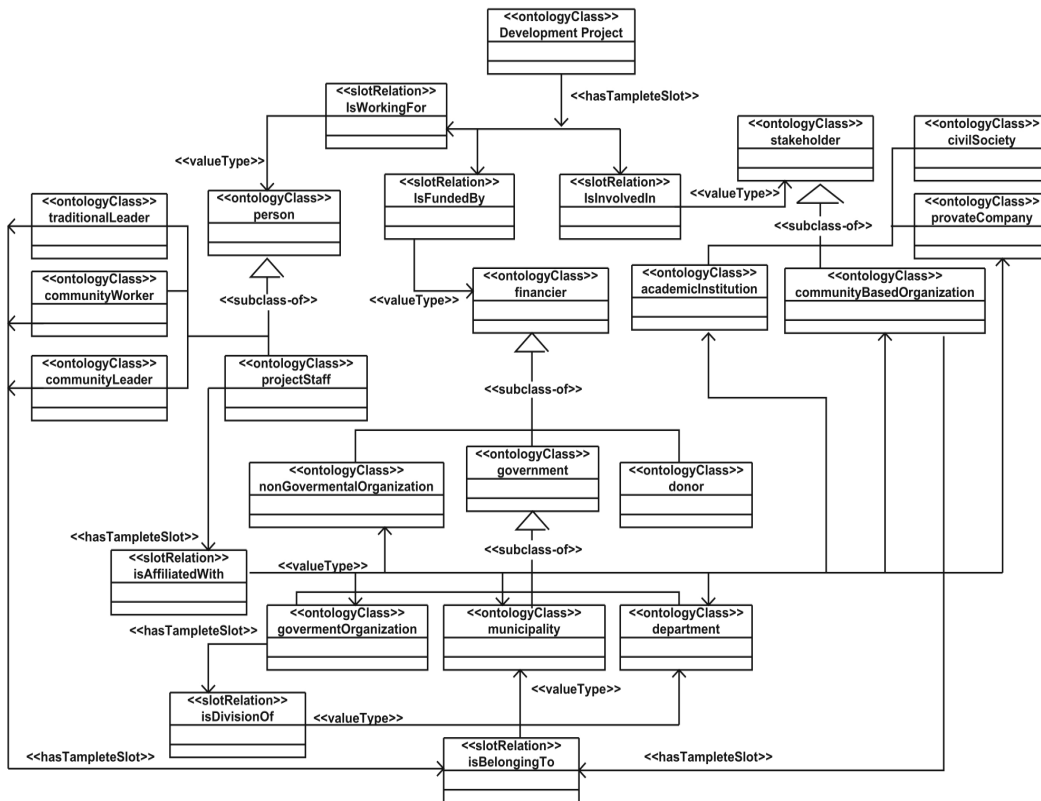 <<ontologyClass>>
Development Project
<<hasTampleteSlot>>
<<slotRelation>>
IsWorkingFor
<<ontologyClass>>
stakeholder
<<ontologyClass>>
civilSociety
<<valueType>>
<<slotRelation>>
IsFundedBy
<<slotRelation>>
IsInvolvedIn
<<valueType>>
<<ontologyClass>>
traditionalLeader
<<ontologyClass>>
person
<<ontologyClass>>
provateCompany
<<subclass-of>>
<<ontologyClass>>
communityWorker
<<subclass-of>>
<<valueType>>
<<ontologyClass>>
financier
<<ontologyClass>>
academicInstitution
<<ontologyClass>>
communityBasedOrganization
<<ontologyClass>>
communityLeader
<<ontologyClass>>
projectStaff
<<subclass-of>>
<<ontologyClass>>
nonGovermentalOrganization
<<ontologyClass>>
government
<<ontologyClass>>
donor
<<hasTampleteSlot>>
<<subclass-of>>
<<slotRelation>>
isAffiliatedWith
<<valueType>>
<<ontologyClass>>
govermentOrganization
<<ontologyClass>>
municipality
<<ontologyClass>>
department
<<hasTampleteSlot>>
<<valueType>>
<<slotRelation>>
isDivisionOf
<<valueType>>
<<hasTampleteSlot>>
<<slotRelation>>
isBelongingTo
<<hasTampleteSlot>>